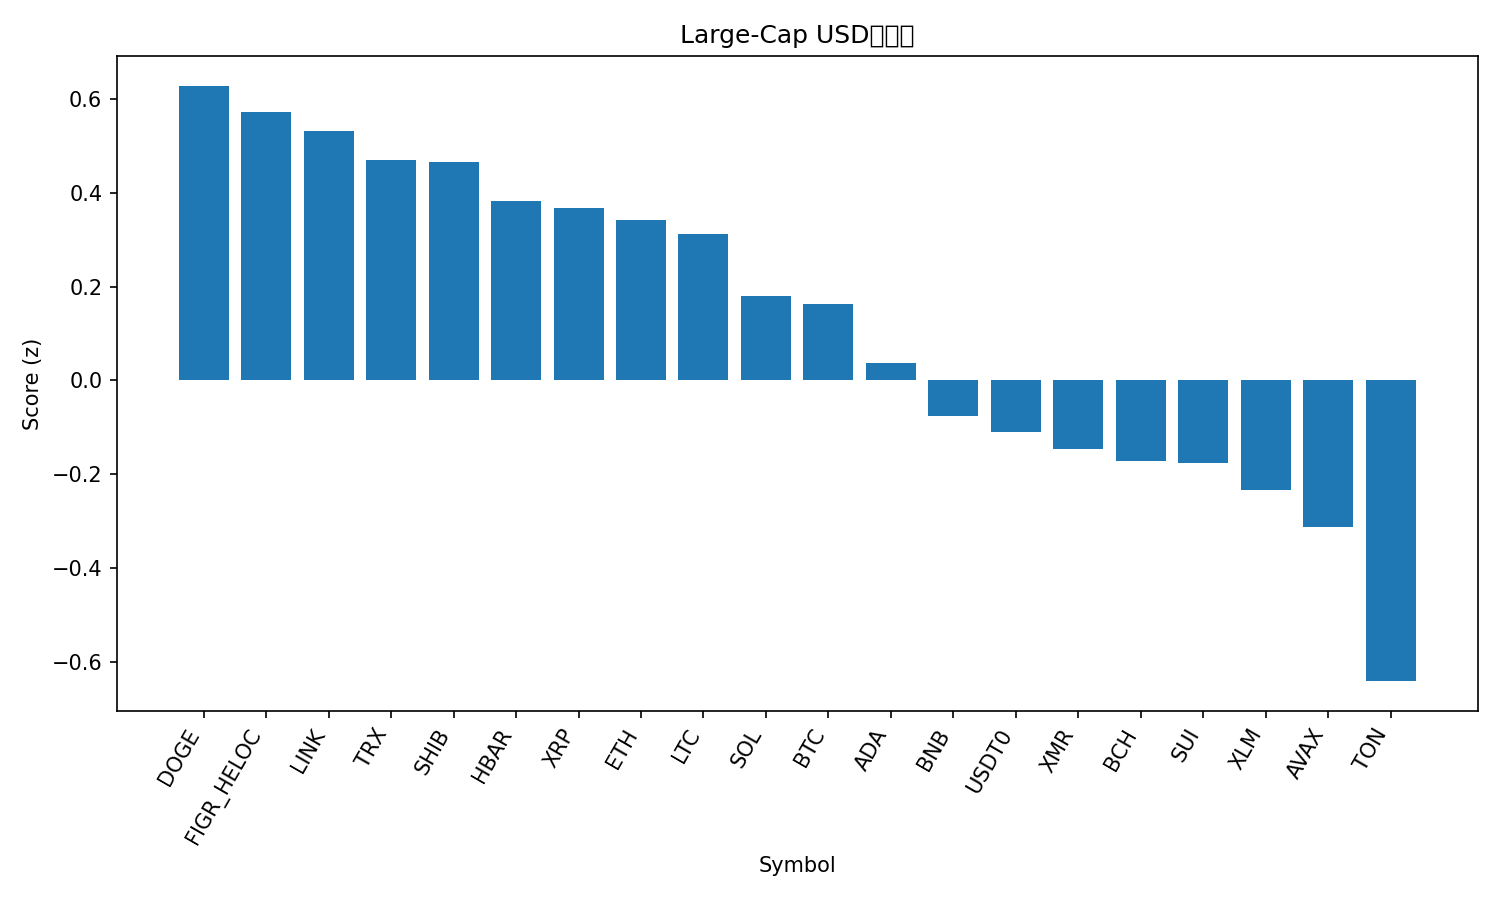 Large-Cap USD
0.6
0.4
0.2
0.0
−0.2
−0.4
−0.6
Score (z)
DOGE
FIGR_HELOC
LINK
TRX
SHIB
HBAR
XRP
ETH
LTC
SOL
BTC
ADA
BNB
USDT0
XMR
BCH
SUI
XLM
AVAX
TON
Symbol